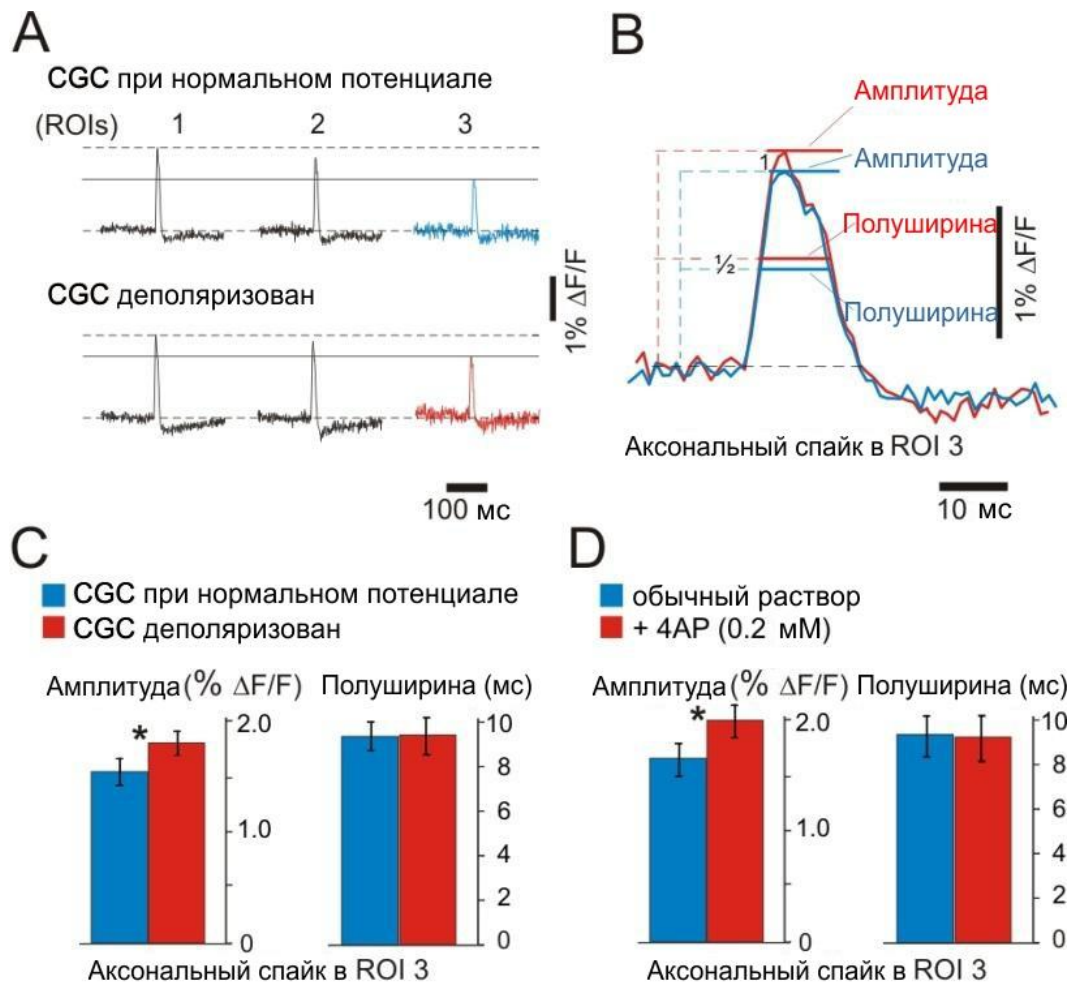 A
CGC при нормальном потенциале
(ROIs) 1 2 3
CGC деполяризован
1% ΔF/F
100 мс
B
Амплитуда
1
Амплитуда
Полуширина
½
Полуширина
1% ΔF/F
Аксональный спайк в ROI 3
10 мс
C
CGC при нормальном потенциале
CGC деполяризован
Амплитуда (% ΔF/F)
Полуширина (мс)
*
2.0
1.0
0
10
8
6
4
2
0
Аксональный спайк в ROI 3
D
обычный раствор
+ 4AP (0.2 мМ)
Амплитуда (% ΔF/F)
Полуширина (мс)
*
2.0
1.0
0
10
8
6
4
2
0
Аксональный спайк в ROI 3